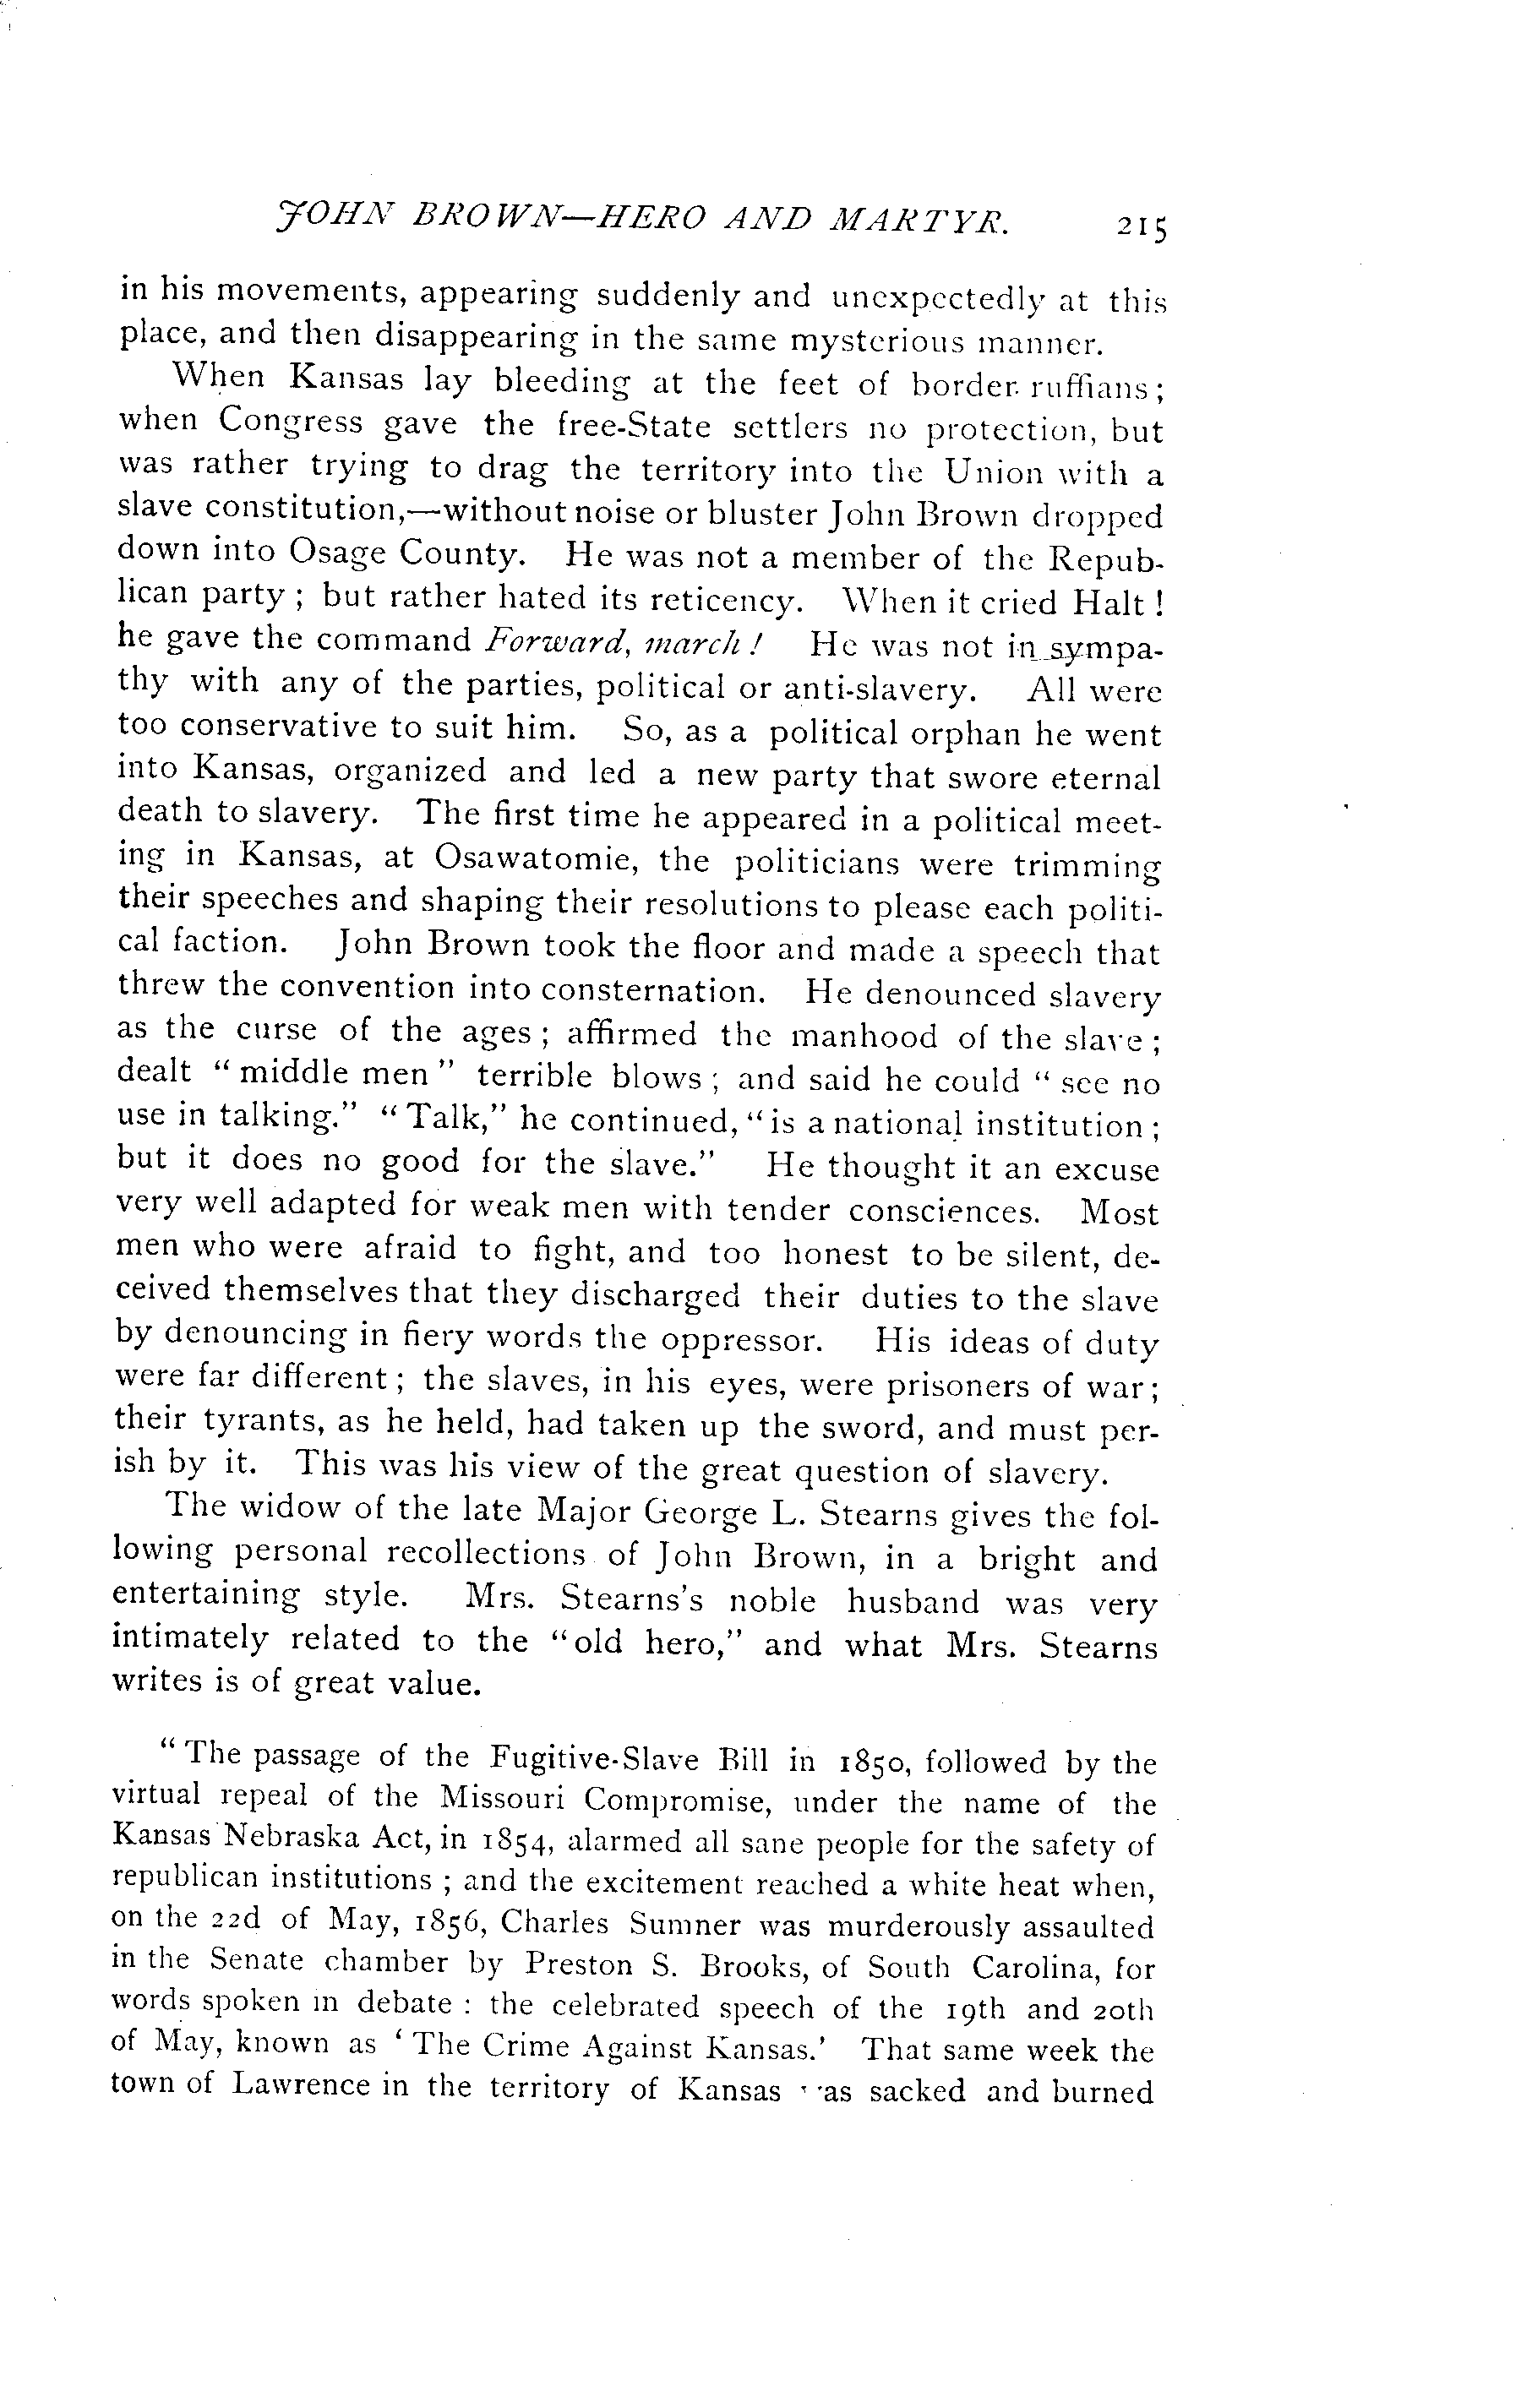 JOHN BROWN—HERO AND MARTYR. 215
in his movements, appearing suddenly and unexpectedly at this
place, and then disappearing in the same mysterious manner.
When Kansas lay bleeding at the feet of border ruffians;
when Congress gave the free-State settlers no protection, but
was rather trying to drag the territory into the Union with a
slave constitution,—without noise or bluster John Brown dropped
down into Osage County. He was not a member of the Repub-
lican party; but rather hated its reticency. When it cried Halt!
he gave the command Forward, march! He was not in sympa-
thy with any of the parties, political or anti-slavery. All were
too conservative to suit him. So, as a political orphan he went
into Kansas, organized and led a new party that swore eternal
death to slavery. The first time he appeared in a political meet-
ing in Kansas, at Osawatomie, the politicians were trimming
their speeches and shaping their resolutions to please each politi-
cal faction. John Brown took the floor and made a speech that
threw the convention into consternation. He denounced slavery
as the curse of the ages; affirmed the manhood of the slave;
dealt "middle men" terrible blows; and said he could "see no
use in talking." "Talk," he continued, "is a national institution;
but it does no good for the slave." He thought it an excuse
very well adapted for weak men with tender consciences. Most
men who were afraid to fight, and too honest to be silent, de-
ceived themselves that they discharged their duties to the slave
by denouncing in fiery words the oppressor. His ideas of duty
were far different; the slaves, in his eyes, were prisoners of war;
their tyrants, as he held, had taken up the sword, and must per-
ish by it. This was his view of the great question of slavery.
The widow of the late Major George L. Stearns gives the fol-
lowing personal recollections of John Brown, in a bright and
entertaining style. Mrs. Stearns's noble husband was very
intimately related to the "old hero," and what Mrs. Stearns
writes is of great value.
"The passage of the Fugitive-Slave Bill in 1850, followed by the
virtual repeal of the Missouri Compromise, under the name of the
Kansas Nebraska Act, in 1854, alarmed all sane people for the safety of
republican institutions; and the excitement reached a white heat when,
on the 22d of May, 1856, Charles Sumner was murderously assaulted
in the Senate chamber by Preston S. Brooks, of South Carolina, for
words spoken in debate: the celebrated speech of the 19th and 20th
of May, known as 'The Crime Against Kansas.' That same week the
town of Lawrence in the territory of Kansas as sacked and burned